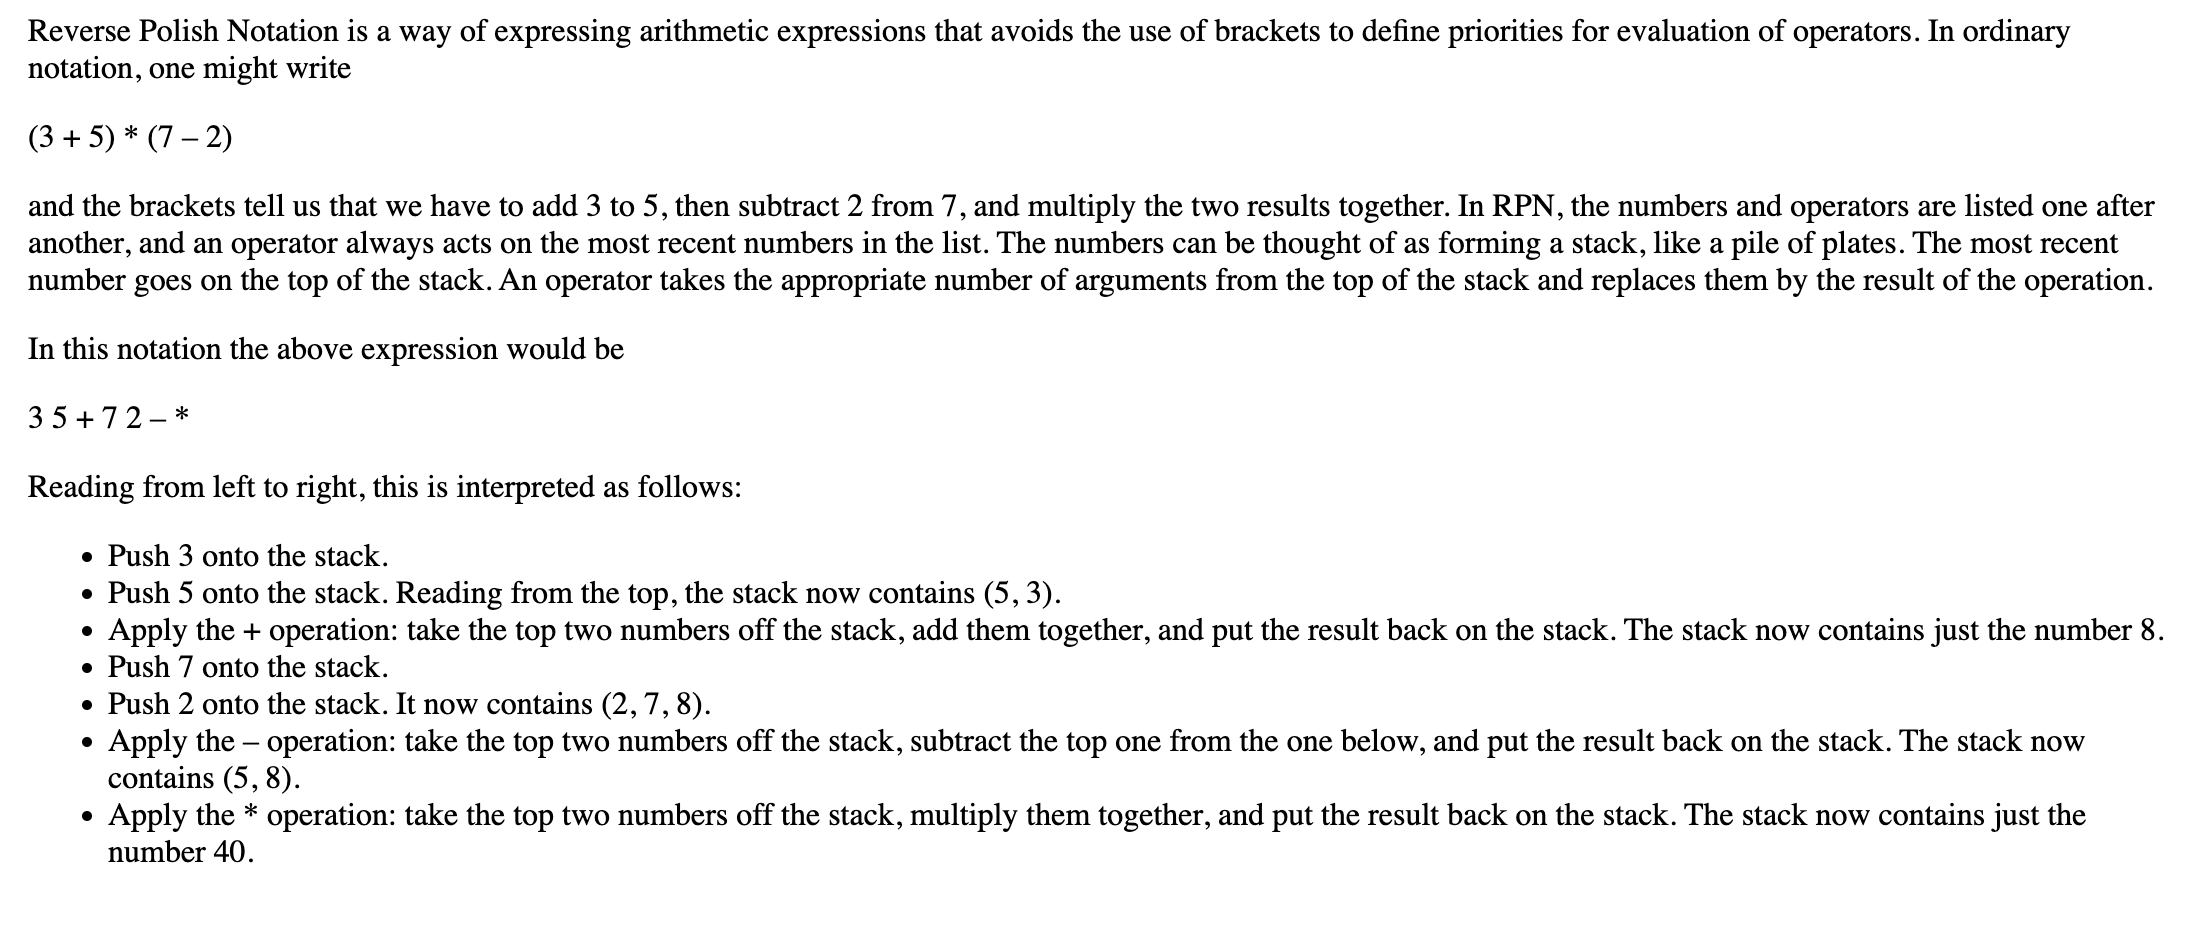 Reverse Polish Notation is a way of expressing arithmetic expressions that avoids the use of brackets to define priorities for evaluation of operators. In ordinary
notation, one might write
(3 + 5) * (7 – 2)
and the brackets tell us that we have to add 3 to 5, then subtract 2 from 7, and multiply the two results together. In RPN, the numbers and operators are listed one after
another, and an operator always acts on the most recent numbers in the list. The numbers can be thought of as forming a stack, like a pile of plates. The most recent
number goes on the top of the stack. An operator takes the appropriate number of arguments from the top of the stack and replaces them by the result of the operation.
In this notation the above expression would be
3 5 + 7 2 – *
Reading from left to right, this is interpreted as follows:
• Push 3 onto the stack.
• Push 5 onto the stack. Reading from the top, the stack now contains (5, 3).
• Apply the + operation: take the top two numbers off the stack, add them together, and put the result back on the stack. The stack now contains just the number 8.
• Push 7 onto the stack.
• Push 2 onto the stack. It now contains (2, 7, 8).
• Apply the – operation: take the top two numbers off the stack, subtract the top one from the one below, and put the result back on the stack. The stack now
contains (5, 8).
• Apply the * operation: take the top two numbers off the stack, multiply them together, and put the result back on the stack. The stack now contains just the
number 40.